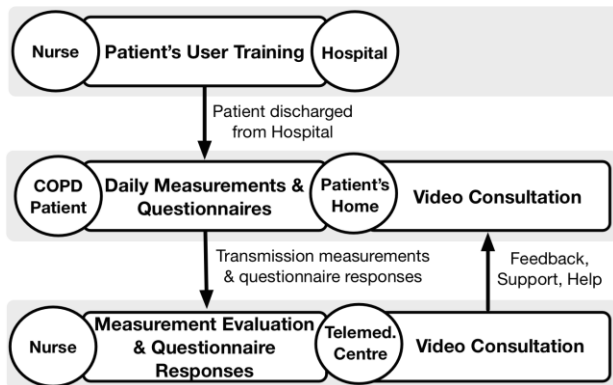 Nurse
Patient's User Training
Hospital
Patient discharged
from Hospital
COPD
Patient
Daily Measurements &
Questionnaires
Patient's
Home
Video Consultation
Transmission measurements
& questionnaire responses
Feedback,
Support, Help
Nurse
Measurement Evaluation
& Questionnaire
Responses
Telemed.
Centre
Video Consultation